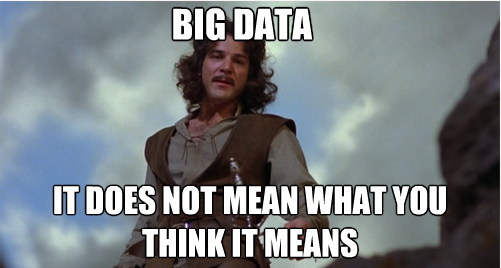 BIG DATA
IT DOES NOT MEAN WHAT YOU
THINK IT MEANS